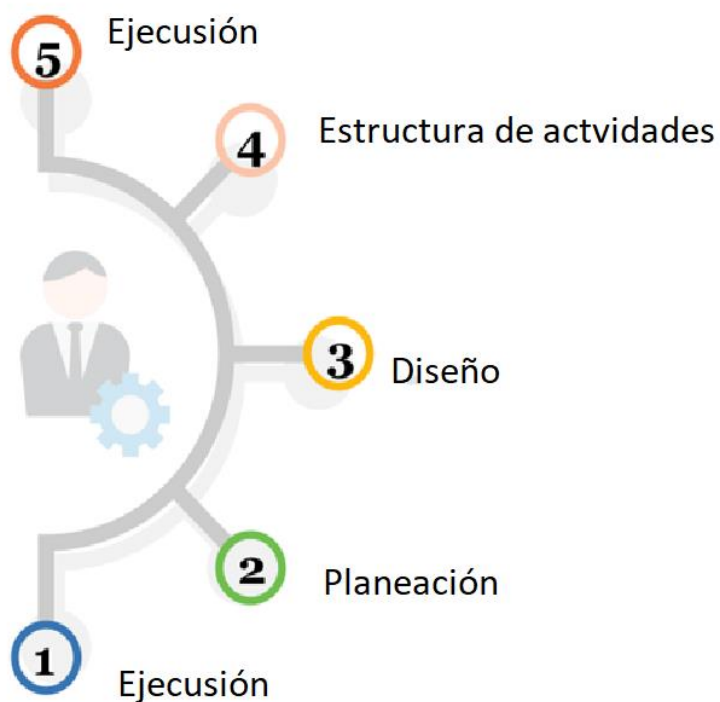 5 Ejecusión
4 Estructura de actvidades
3 Diseño
2 Planeación
1 Ejecusión